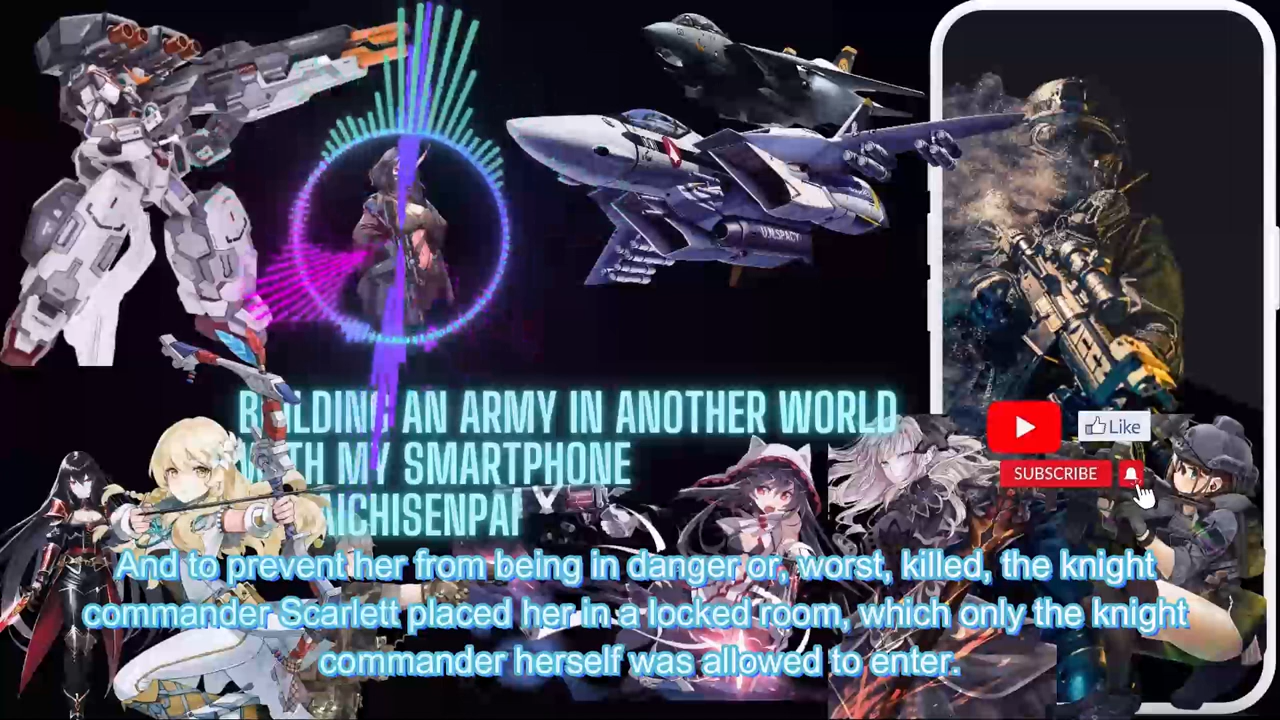 U.N.SPACY
BUILDING AN ARMY IN ANOTHER WORLD
WITH MY SMARTPHONE
AICHISENPAI
Like
SUBSCRIBE
And to prevent her from being in danger or, worst, killed, the knight
commander Scarlett placed her in a locked room, which only the knight
commander herself was allowed to enter.